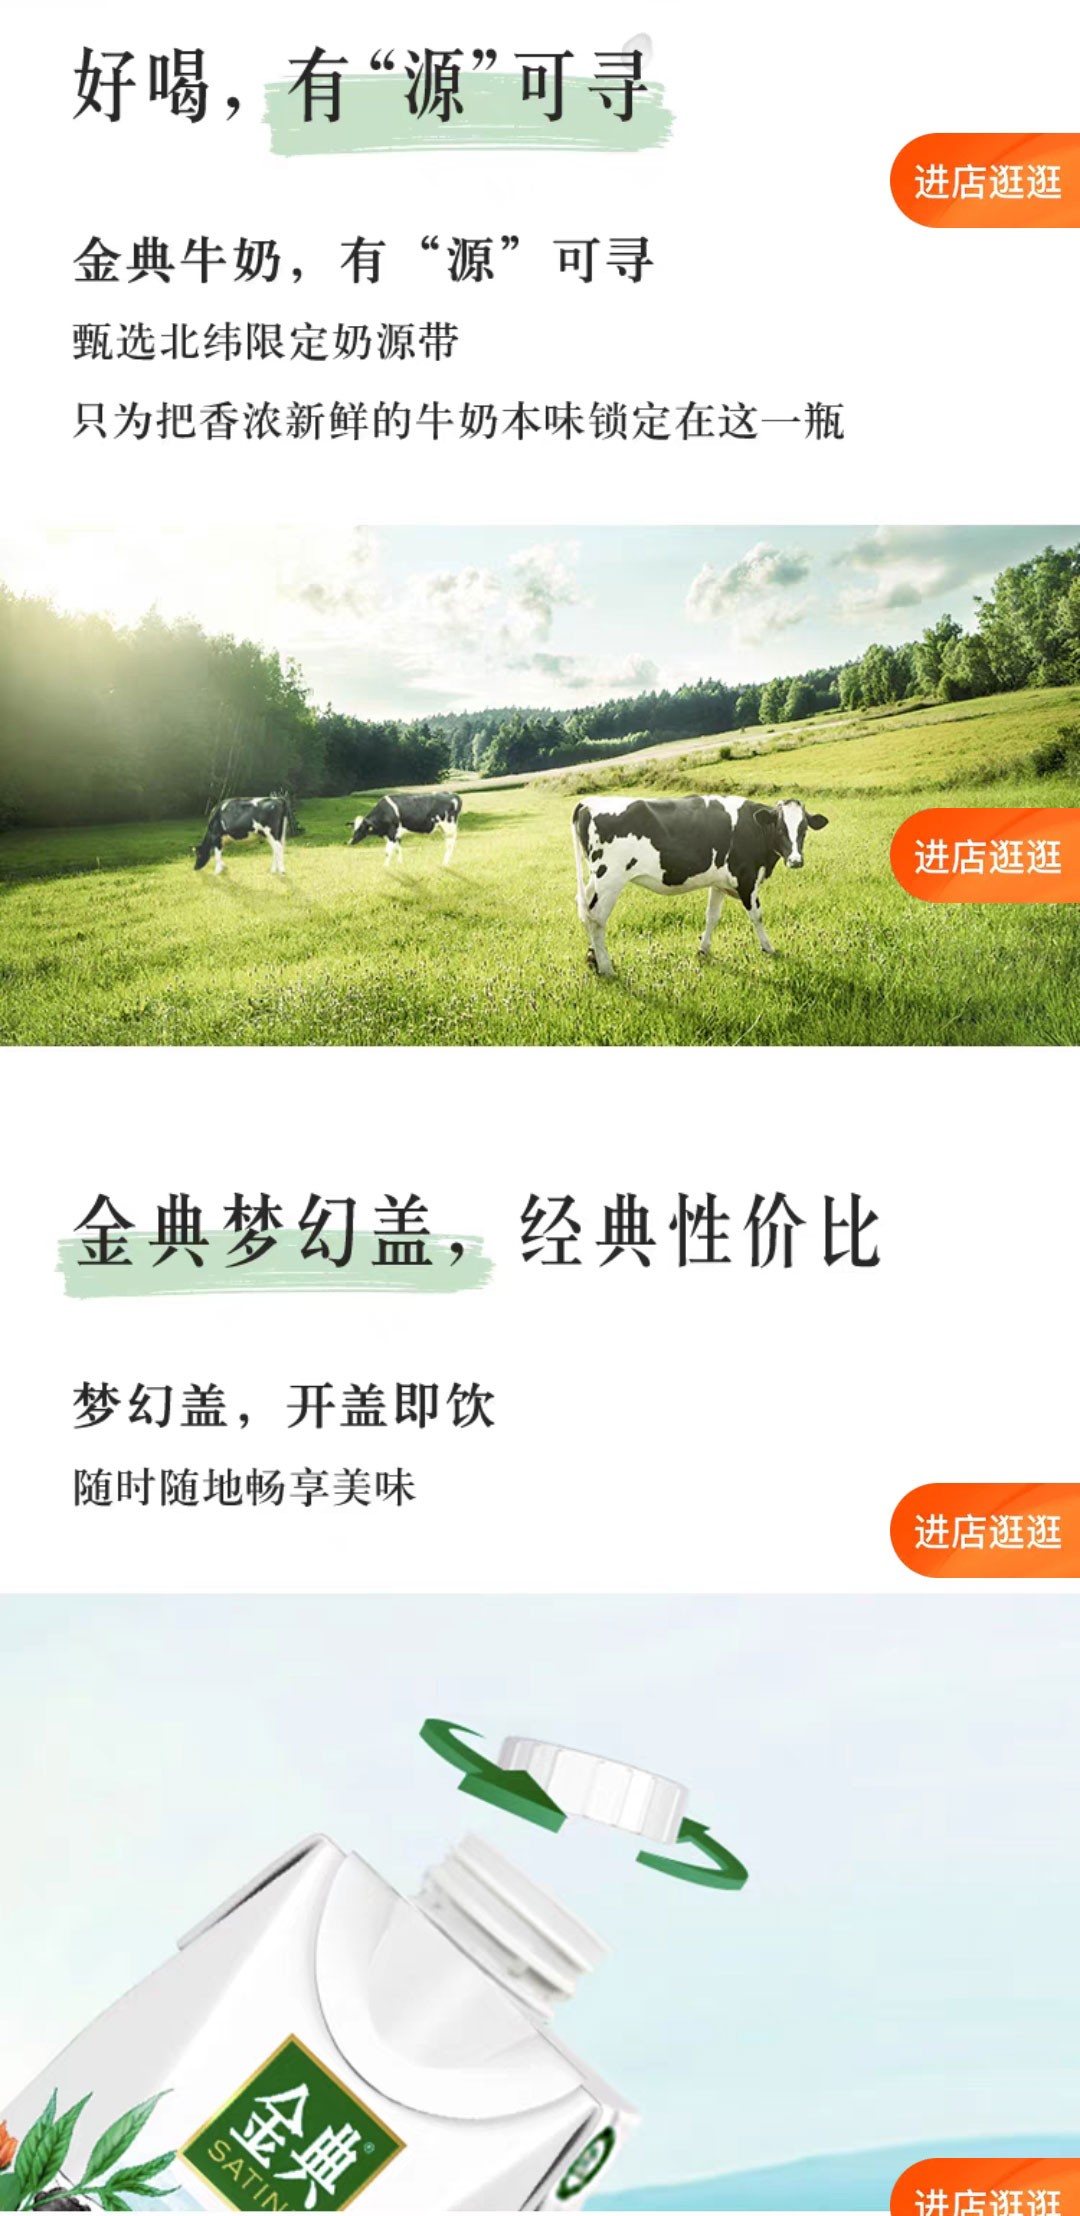 好喝，有“源”可寻
进店逛逛
金典牛奶，有“源”可寻
甄选北纬限定奶源带
只为把香浓新鲜的牛奶本味锁定在这一瓶
进店逛逛
金典梦幻盖，经典性价比
梦幻盖，开盖即饮
随时随地畅享美味
进店逛逛
金典®
SATIN
进店逛逛